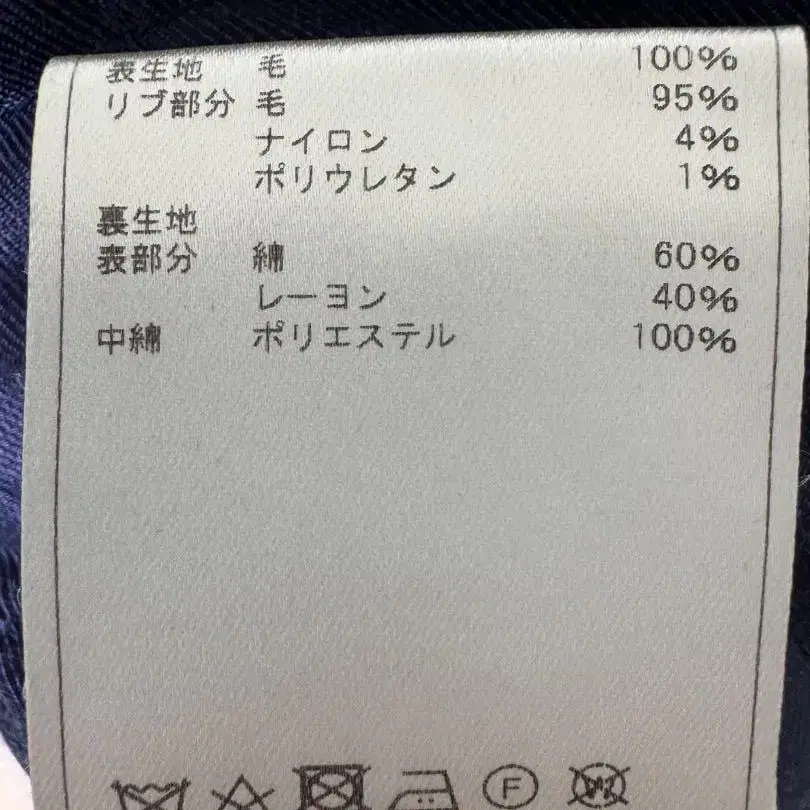 表生地 毛 100%
リブ部分 毛 95%
ナイロン 4%
ポリウレタン 1%
裏生地
表部分 綿 60%
レーヨン 40%
中綿 ポリエステル 100%
F
W